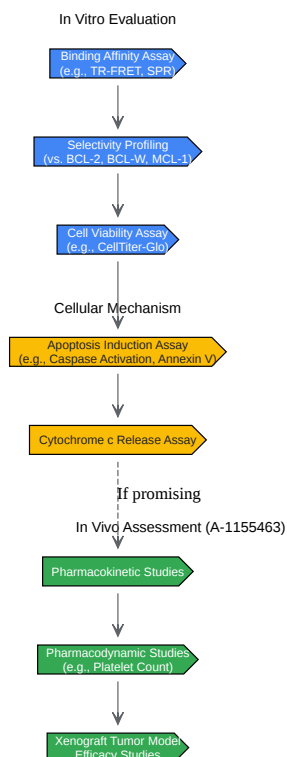 In Vitro Evaluation
Binding Affinity Assay
(e.g., TR-FRET, SPR)
Selectivity Profiling
(vs. BCL-2, BCL-W, MCL-1)
Cell Viability Assay
(e.g., CellTiter-Glo)
Cellular Mechanism
Apoptosis Induction Assay
(e.g., Caspase Activation, Annexin V)
Cytochrome c Release Assay
If promising
In Vivo Assessment (A-1155463)
Pharmacokinetic Studies
Pharmacodynamic Studies
(e.g., Platelet Count)
Xenograft Tumor Model
Efficacy Studies